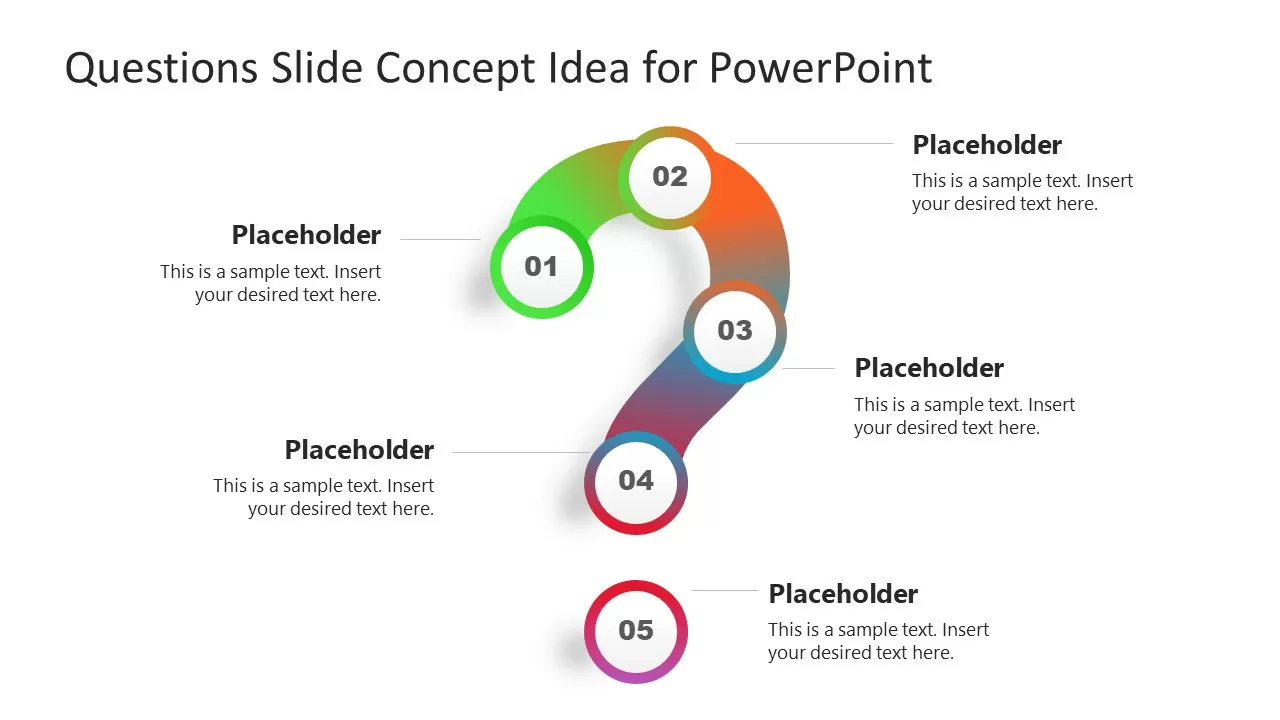 Questions Slide Concept Idea for PowerPoint
01
Placeholder
This is a sample text. Insert
your desired text here.
02
Placeholder
This is a sample text. Insert
your desired text here.
03
Placeholder
This is a sample text. Insert
your desired text here.
04
Placeholder
This is a sample text. Insert
your desired text here.
05
Placeholder
This is a sample text. Insert
your desired text here.